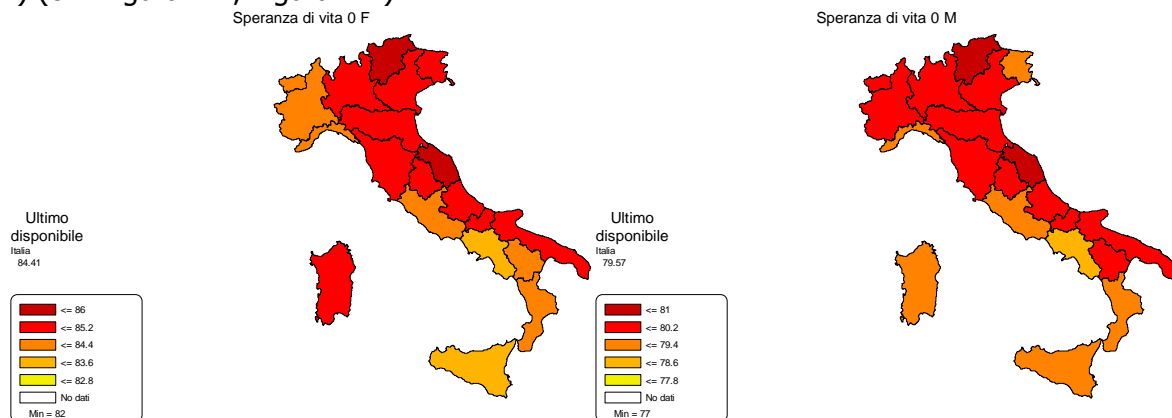 Speranza di vita 0 F
Ultimo
disponibile
Italia
84.41
<= 86
<= 85.2
<= 84.4
<= 83.6
<= 82.8
No dati
Min = 82
Speranza di vita 0 M
Ultimo
disponibile
Italia
79.57
<= 81
<= 80.2
<= 79.4
<= 78.6
<= 77.8
No dati
Min = 77